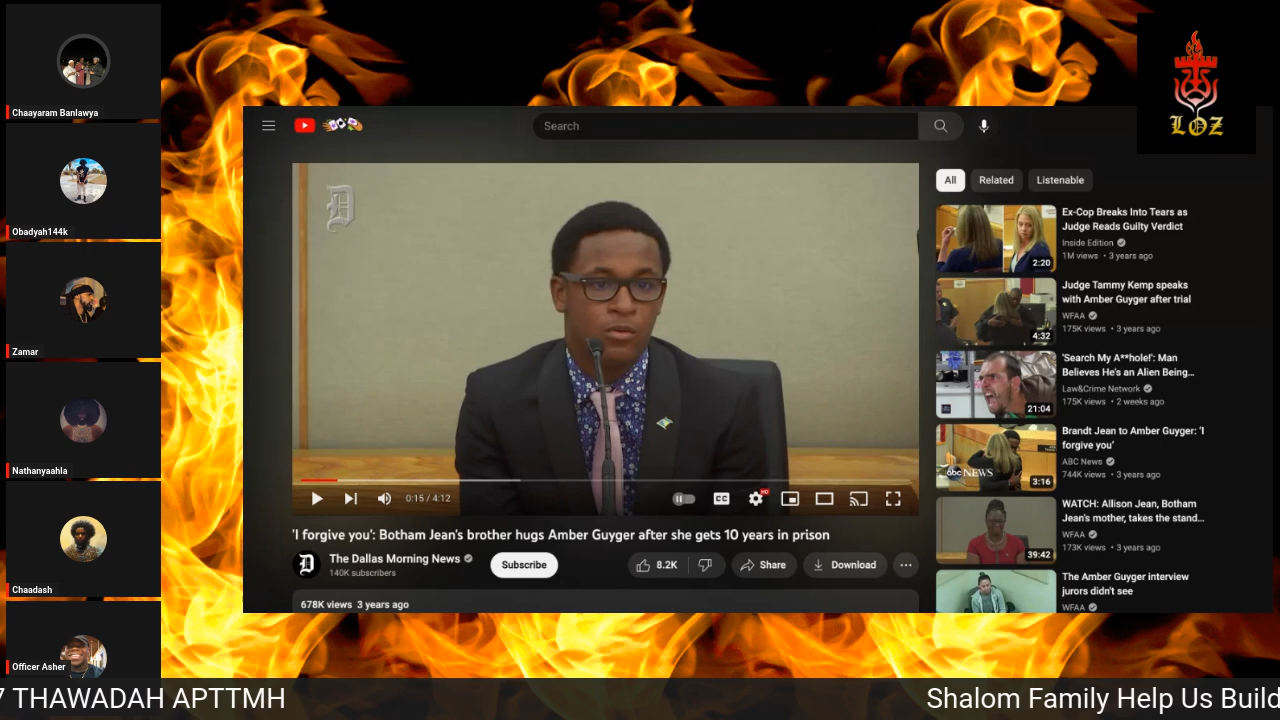 Chaayaram Banlawya
Obadyah144k
Zamar
Nathanyaahla
Chaadash
Officer Asher
LOZ
Search
All
Related
Listenable
D
0:15 / 4:12
CC
HD
'I forgive you': Botham Jean's brother hugs Amber Guyger after she gets 10 years in prison
D
The Dallas Morning News
140K subscribers
Subscribe
8.2K
Share
Download
678K views 3 years ago
Ex-Cop Breaks Into Tears as
Judge Reads Guilty Verdict
Inside Edition
1M views • 3 years ago
2:20
Judge Tammy Kemp speaks
with Amber Guyger after trial
WFAA
175K views • 3 years ago
4:32
'Search My A**hole!': Man
Believes He's an Alien Being…
Law&Crime Network
175K views • 2 weeks ago
21:04
Brandt Jean to Amber Guyger: 'I
forgive you'
ABC News
744K views • 3 years ago
abc NEWS
3:16
WATCH: Allison Jean, Botham
Jean's mother, takes the stand…
WFAA
173K views • 3 years ago
39:42
The Amber Guyger interview
jurors didn't see
WFAA
7 THAWADAH APTTMH
Shalom Family Help Us Build